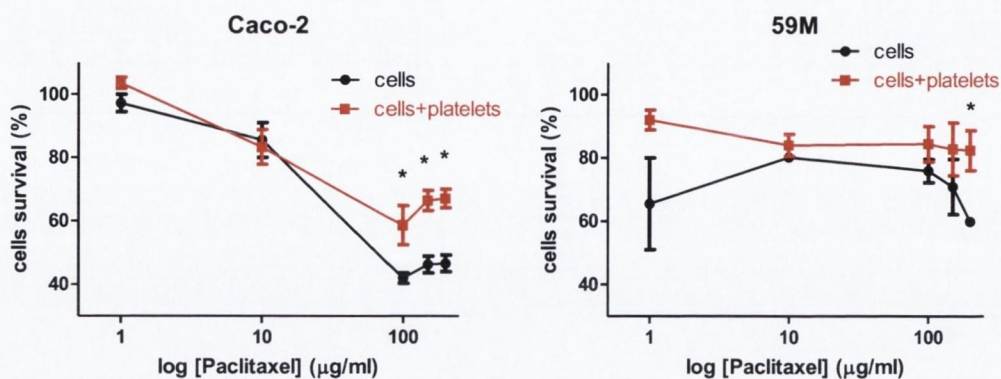 Caco-2
cells
cells+platelets
cells survival (%)
100
80
60
40
* * *
1 10 100
log [Paclitaxel] (μg/ml)
59M
cells
cells+platelets
cells survival (%)
100
80
60
40
*
1 10 100
log [Paclitaxel] (μg/ml)